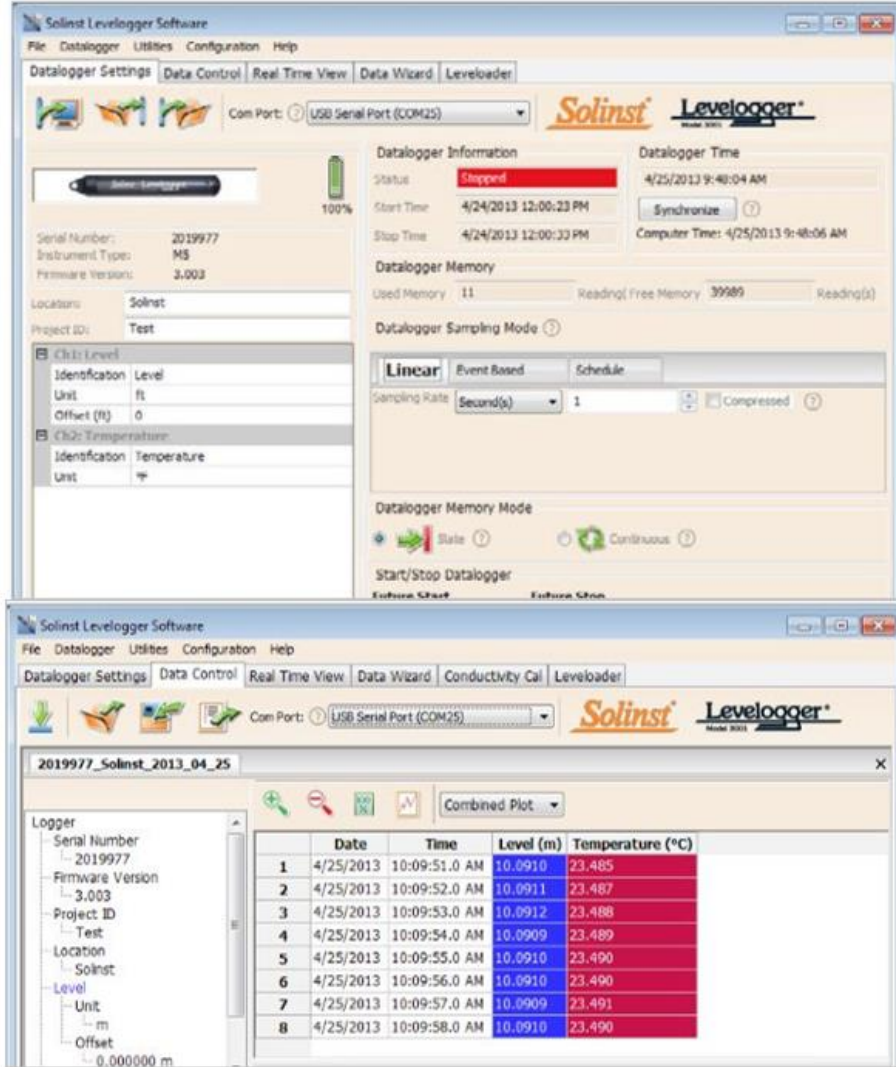 Solinst Levelogger Software
File Datalogger Utilities Configuration Help
Datalogger Settings Data Control Real Time View Data Wizard Leveloader
Com Port: ? USB Serial Port (COM25) Solinst Levelogger
Model 3001
Datalogger Information Datalogger Time
Status Stopped 4/25/2013 9:48:04 AM
100% Start Time 4/24/2013 12:00:23 PM Synchronize ?
Serial Number: 2019977 Stop Time 4/24/2013 12:00:33 PM Computer Time: 4/25/2013 9:48:06 AM
Instrument Type: M5
Firmware Version: 3.003
Datalogger Memory
Used Memory 11 Reading( Free Memory 39989 Reading(s)
Location: Solinst
Project ID: Test
Datalogger Sampling Mode ?
Ch1: Level
Identification Level
Unit ft
Offset (ft) 0
Ch2: Temperature
Identification Temperature
Unit °F
Linear Event Based Schedule
Sampling Rate Second(s) 1 Compressed ?
Datalogger Memory Mode
Slate ? Continuous ?
Start/Stop Datalogger
Future Start Future Stop
Solinst Levelogger Software
File Datalogger Utilities Configuration Help
Datalogger Settings Data Control Real Time View Data Wizard Conductivity Cal Leveloader
Com Port: ? USB Serial Port (COM25) Solinst Levelogger
Model 3001
2019977_Solinst_2013_04_25
Combined Plot
Logger
Serial Number
2019977
Firmware Version
3.003
Project ID
Test
Location
Solinst
Level
Unit
m
Offset
0.000000 m
Date Time Level (m) Temperature (°C)
1 4/25/2013 10:09:51.0 AM 10.0910 23.485
2 4/25/2013 10:09:52.0 AM 10.0911 23.487
3 4/25/2013 10:09:53.0 AM 10.0912 23.488
4 4/25/2013 10:09:54.0 AM 10.0909 23.489
5 4/25/2013 10:09:55.0 AM 10.0910 23.490
6 4/25/2013 10:09:56.0 AM 10.0910 23.490
7 4/25/2013 10:09:57.0 AM 10.0909 23.491
8 4/25/2013 10:09:58.0 AM 10.0910 23.490